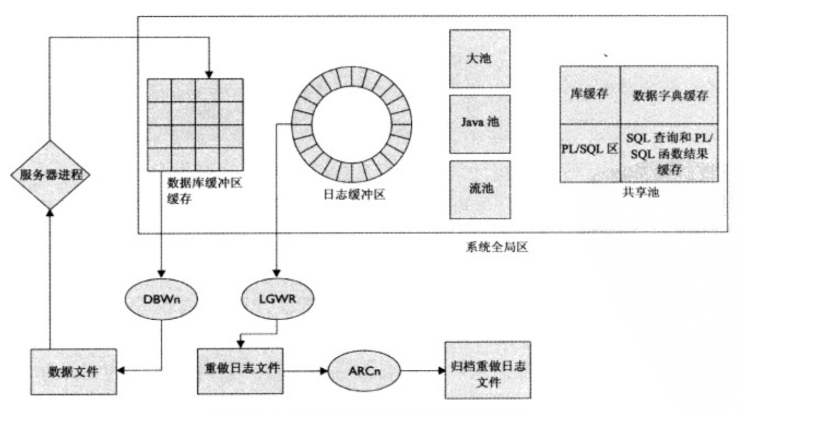 大池
库缓存
数据字典缓存
Java 池
PL/SQL 区
SQL 查询和 PL/
SQL 函数结果
缓存
服务器进程
数据库缓冲区
缓存
日志缓冲区
流池
共享池
系统全局区
DBWn
LGWR
数据文件
重做日志文件
ARCn
归档重做日志
文件